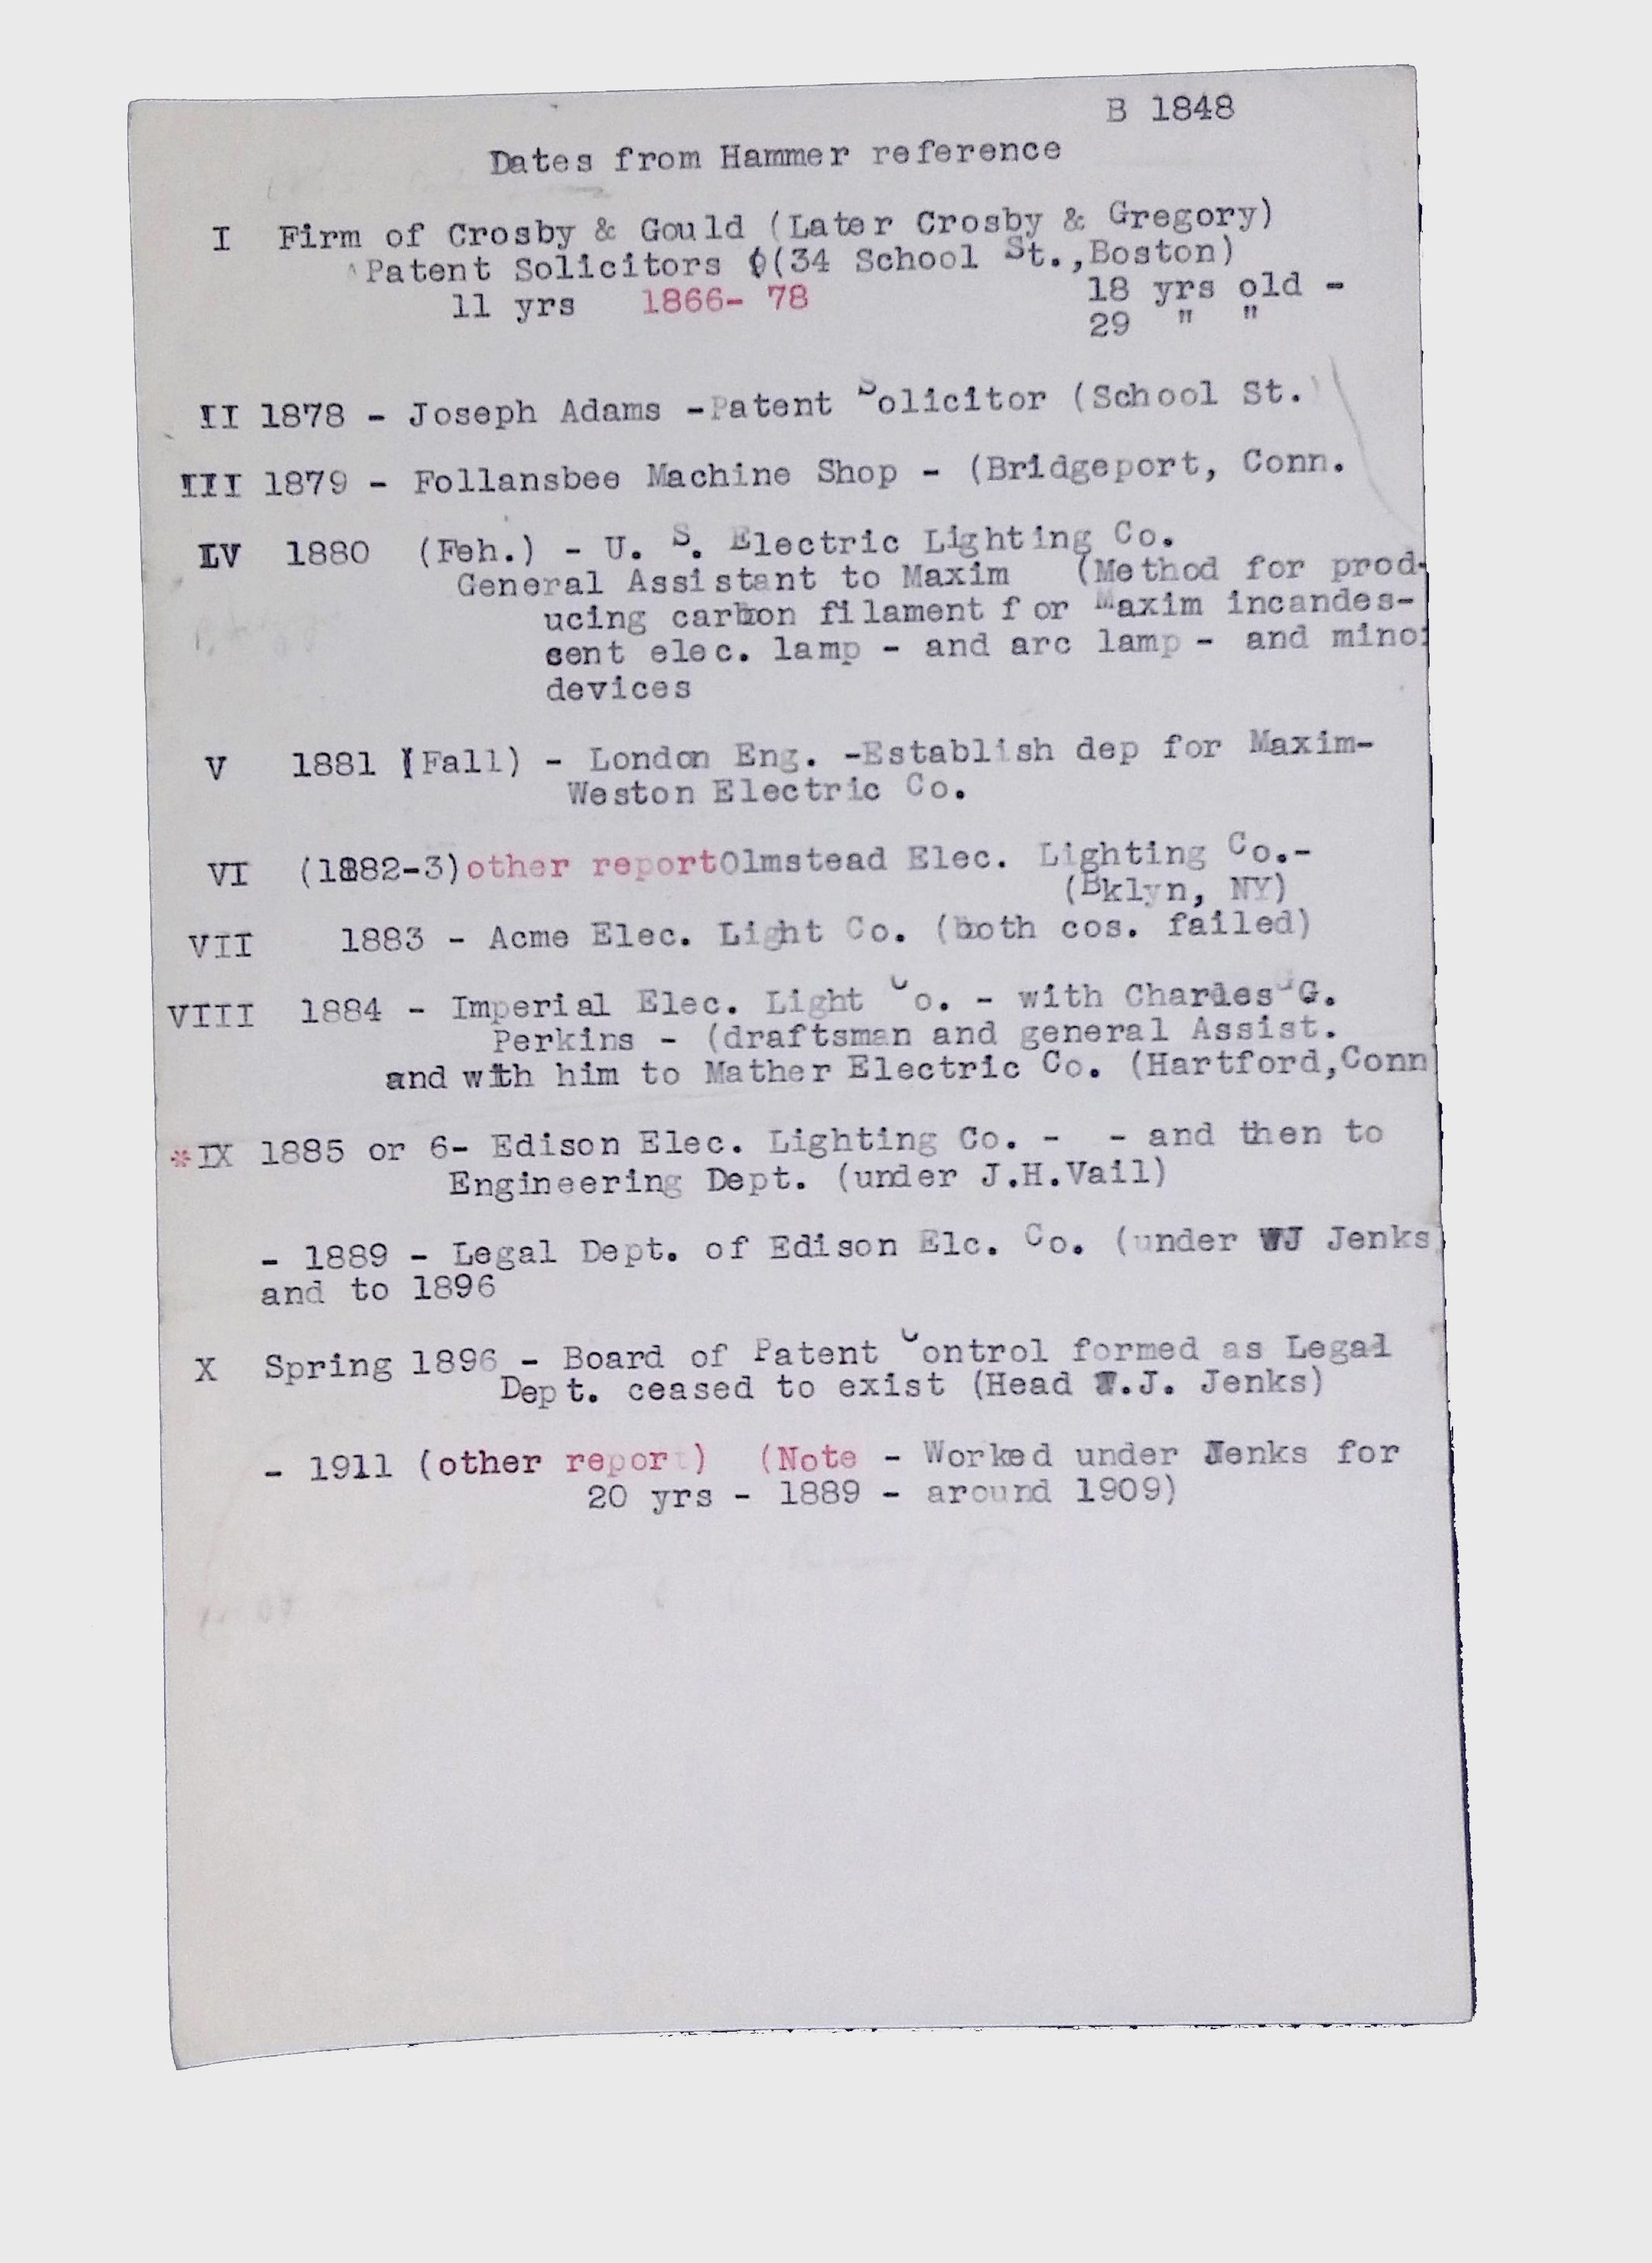 B 1848
Dates from Hammer reference
I Firm of Crosby & Gould (Later Crosby & Gregory)
Patent Solicitors (34 School St.,Boston)
11 yrs 1866- 78 18 yrs old -
29 " "
II 1878 - Joseph Adams -Patent Solicitor (School St.)
III 1879 - Follansbee Machine Shop - (Bridgeport, Conn.
IV 1880 (Feh.) - U. S. Electric Lighting Co.
General Assistant to Maxim (Method for prod-
ucing carbon filament for Maxim incandes-
cent elec. lamp - and arc lamp - and minor
devices
V 1881 (Fall) - London Eng. -Establish dep for Maxim-
Weston Electric Co.
VI (1882-3)other reportOlmstead Elec. Lighting Co.-
(Bklyn, NY)
VII 1883 - Acme Elec. Light Co. (both cos. failed)
VIII 1884 - Imperial Elec. Light Co. - with Charles G.
Perkins - (draftsman and general Assist.
and with him to Mather Electric Co. (Hartford,Conn
*IX 1885 or 6- Edison Elec. Lighting Co. - - and then to
Engineering Dept. (under J.H.Vail)
- 1889 - Legal Dept. of Edison Elc. Co. (under WJ Jenks)
and to 1896
X Spring 1896 - Board of Patent Control formed as Legal
Dept. ceased to exist (Head W.J. Jenks)
- 1911 (other report) (Note - Worked under Jenks for
20 yrs - 1889 - around 1909)